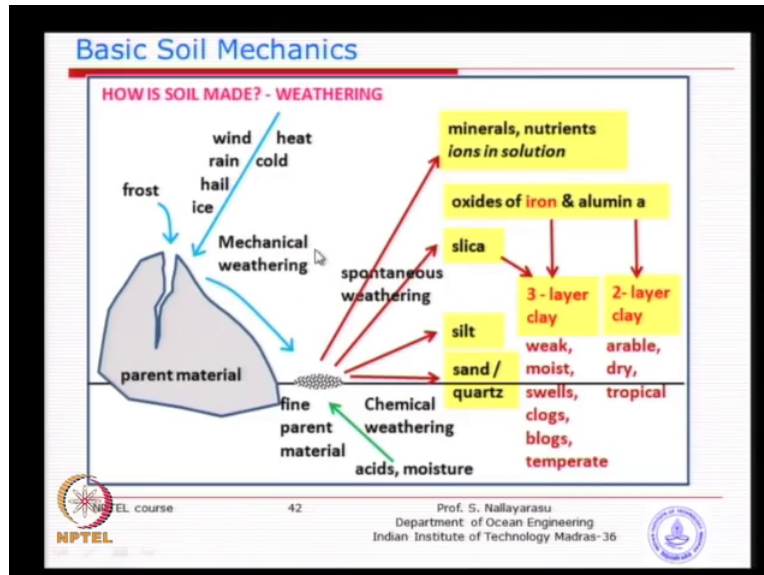 Basic Soil Mechanics
HOW IS SOIL MADE? - WEATHERING
wind heat
rain cold
hail
ice
frost
Mechanical
weathering
parent material
fine
parent
material
Chemical
weathering
acids, moisture
spontaneous
weathering
minerals, nutrients
ions in solution
oxides of iron & alumin a
slica
silt
sand /
quartz
3 - layer
clay
weak,
moist,
swells,
clogs,
blogs,
temperate
2- layer
clay
arable,
dry,
tropical
NPTEL course
42
Prof. S. Nallayarasu
Department of Ocean Engineering
Indian Institute of Technology Madras-36
NPTEL